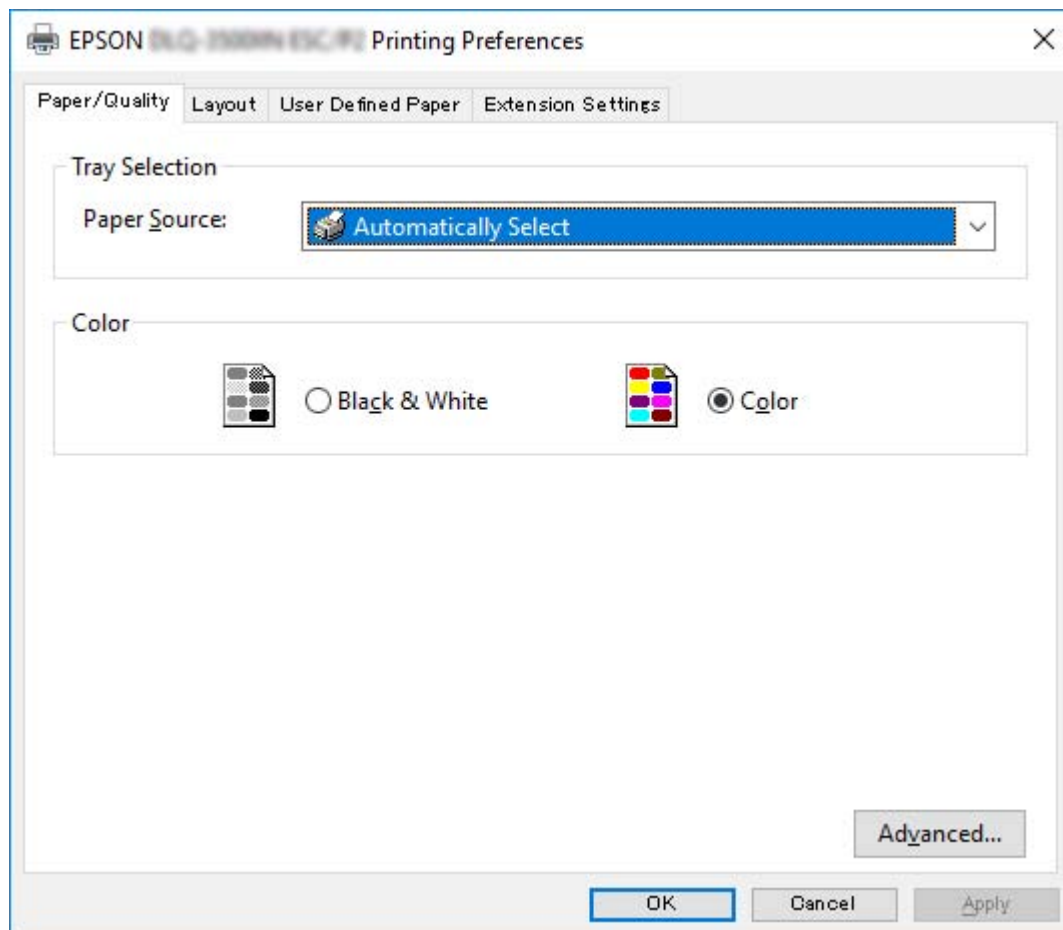 EPSON Printing Preferences
Paper/Quality Layout User Defined Paper Extension Settings
Tray Selection
Paper Source: Automatically Select
Color
Black & White Color
Advanced...
OK Cancel Apply